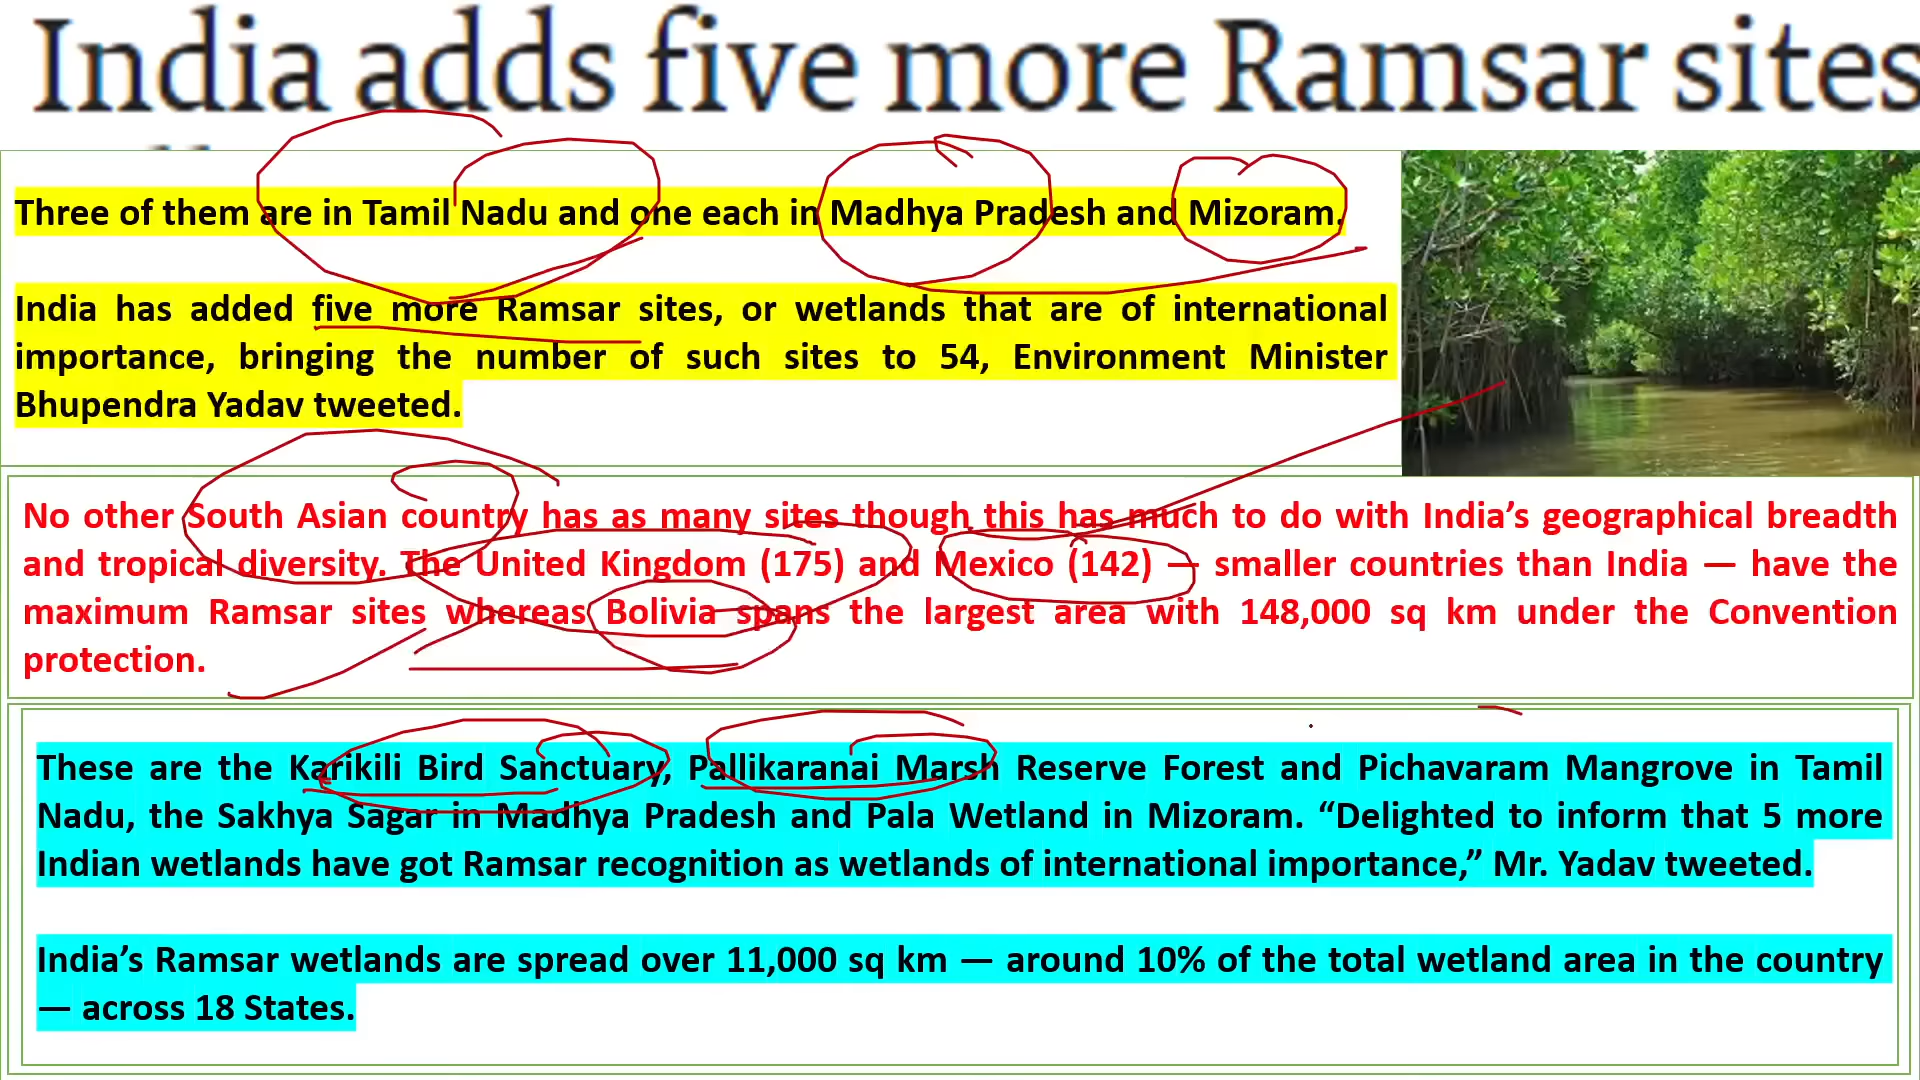 India adds five more Ramsar sites
Three of them are in Tamil Nadu and one each in Madhya Pradesh and Mizoram.
India has added five more Ramsar sites, or wetlands that are of international
importance, bringing the number of such sites to 54, Environment Minister
Bhupendra Yadav tweeted.
No other South Asian country has as many sites though this has much to do with India’s geographical breadth
and tropical diversity. The United Kingdom (175) and Mexico (142) — smaller countries than India — have the
maximum Ramsar sites whereas Bolivia spans the largest area with 148,000 sq km under the Convention
protection.
These are the Karikili Bird Sanctuary, Pallikaranai Marsh Reserve Forest and Pichavaram Mangrove in Tamil
Nadu, the Sakhya Sagar in Madhya Pradesh and Pala Wetland in Mizoram. “Delighted to inform that 5 more
Indian wetlands have got Ramsar recognition as wetlands of international importance,” Mr. Yadav tweeted.
India’s Ramsar wetlands are spread over 11,000 sq km — around 10% of the total wetland area in the country
— across 18 States.